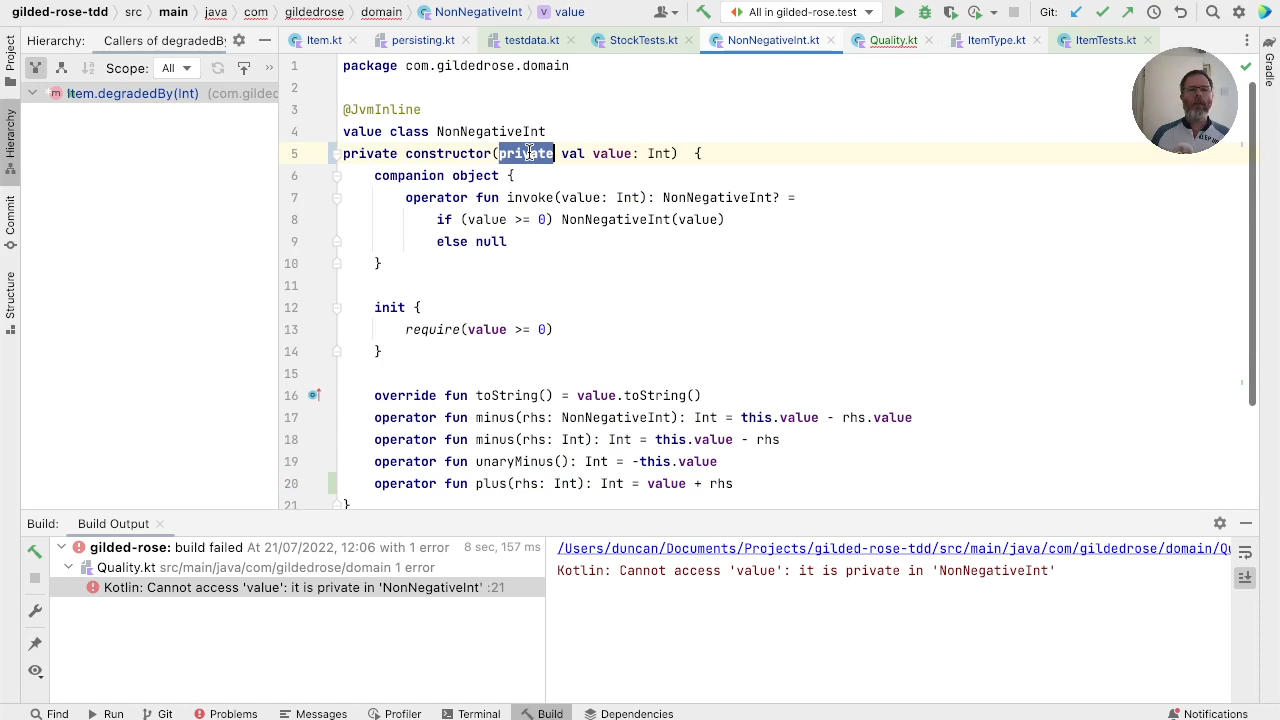 gilded-rose-tdd src main java com gildedrose domain NonNegativeInt value All in gilded-rose.test Git:
Hierarchy: Callers of degradedBy Item.kt persisting.kt testdata.kt StockTests.kt NonNegativeInt.kt Quality.kt ItemType.kt ItemTests.kt
Scope: All
Item.degradedBy(Int) (com.gilded
Project
Hierarchy
Commit
Structure
Gradle
1 package com.gildedrose.domain
2
3 @JvmInline
4 value class NonNegativeInt
5 private constructor(private val value: Int) {
6 companion object {
7 operator fun invoke(value: Int): NonNegativeInt? =
8 if (value >= 0) NonNegativeInt(value)
9 else null
10 }
11
12 init {
13 require(value >= 0)
14 }
15
16 override fun toString() = value.toString()
17 operator fun minus(rhs: NonNegativeInt): Int = this.value - rhs.value
18 operator fun minus(rhs: Int): Int = this.value - rhs
19 operator fun unaryMinus(): Int = -this.value
20 operator fun plus(rhs: Int): Int = value + rhs
21 }
Build: Build Output
gilded-rose: build failed At 21/07/2022, 12:06 with 1 error 8 sec, 157 ms
Quality.kt src/main/java/com/gildedrose/domain 1 error
Kotlin: Cannot access 'value': it is private in 'NonNegativeInt' :21
/Users/duncan/Documents/Projects/gilded-rose-tdd/src/main/java/com/gildedrose/domain/Qu
Kotlin: Cannot access 'value': it is private in 'NonNegativeInt'
Find Run Git Problems Messages Profiler Terminal Build Dependencies Notifications